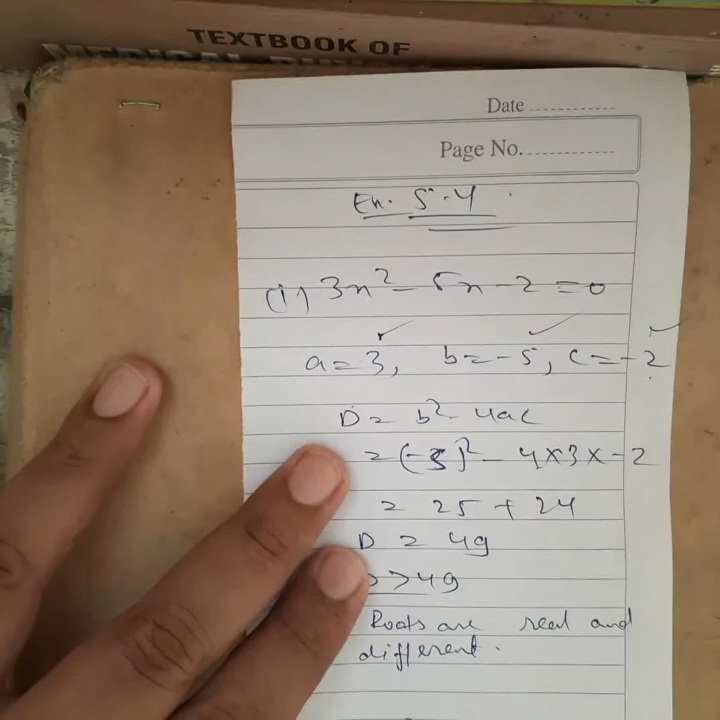 TEXTBOOK OF
Date
Page No.
Ex. 5.4
(i) 3x² - 5x - 2 = 0
a = 3, b = -5, c = -2
D = b² - 4ac
= (-5)² - 4×3×-2
= 25 + 24
D = 49
> 49
Roots are real and
different.